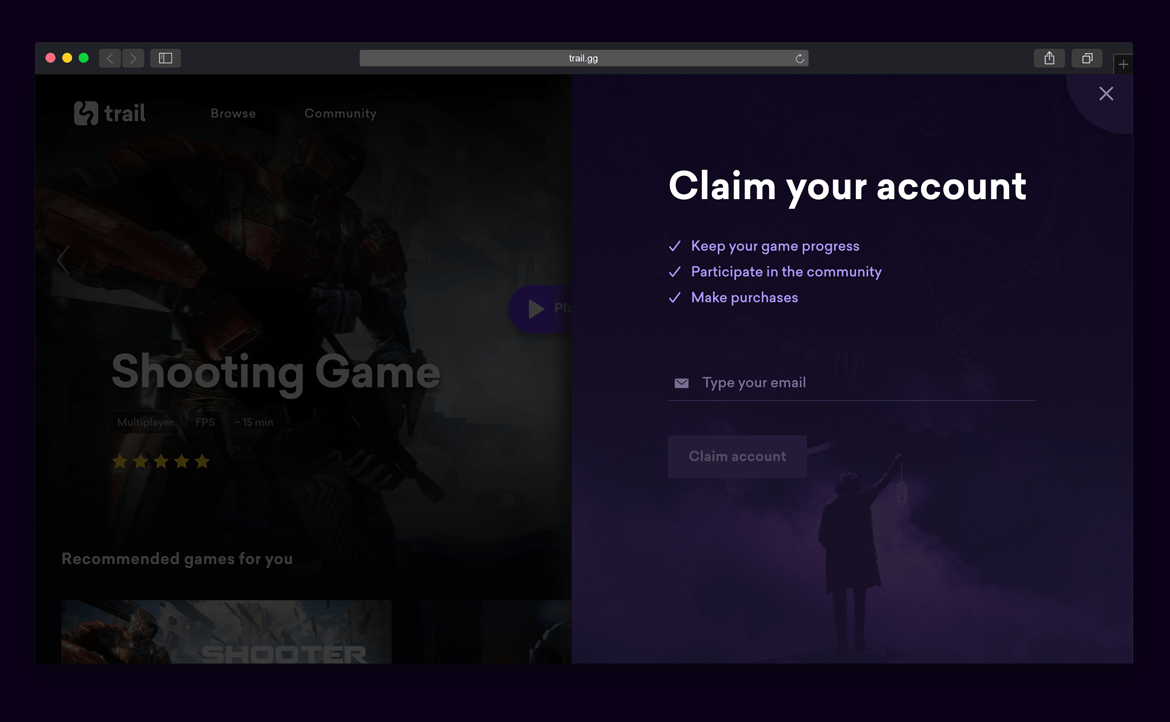 trail.gg
trail
Browse
Community
Claim your account
Keep your game progress
Participate in the community
Make purchases
Type your email
Claim account
Shooting Game
Multiplayer
FPS
~ 15 min
Recommended games for you
SHOOTER